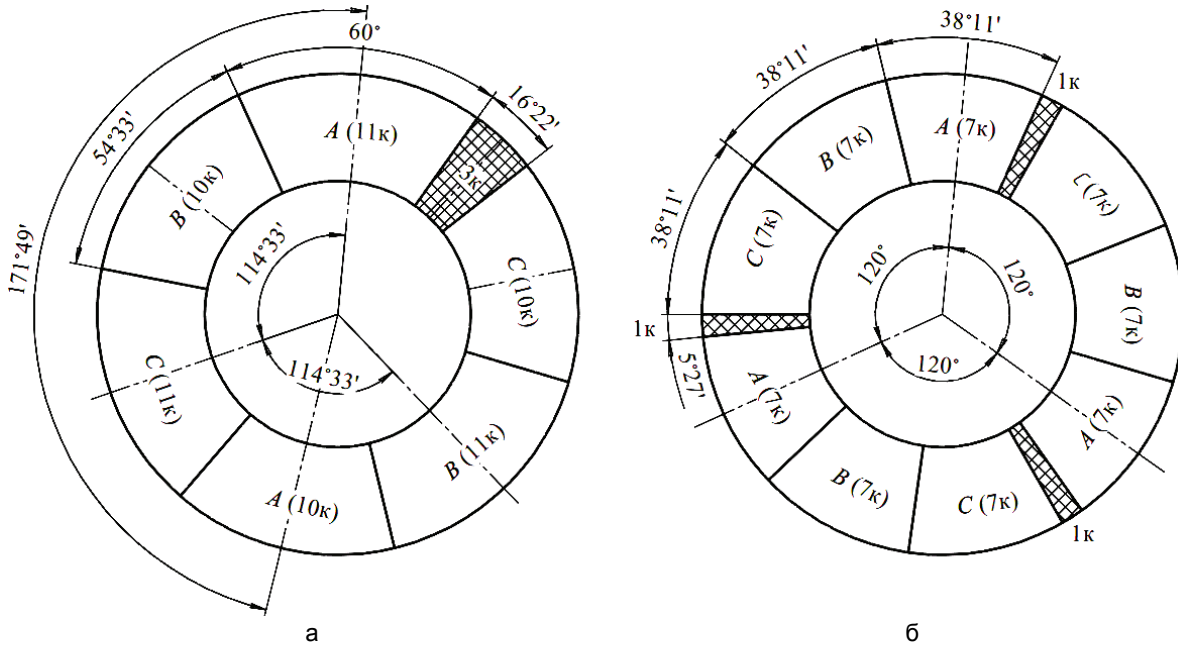 60°
16°22'
54°33'
171°49'
A (11к)
3к
B (10к)
C (10к)
114°33'
114°33'
C (11к)
B (11к)
A (10к)
а
38°11'
38°11'
38°11'
1к
A (7к)
B (7к)
(7к)
C (7к)
120°
120°
120°
B (7к)
1к
5°27'
A (7к)
A (7к)
B (7к)
C (7к)
1к
б